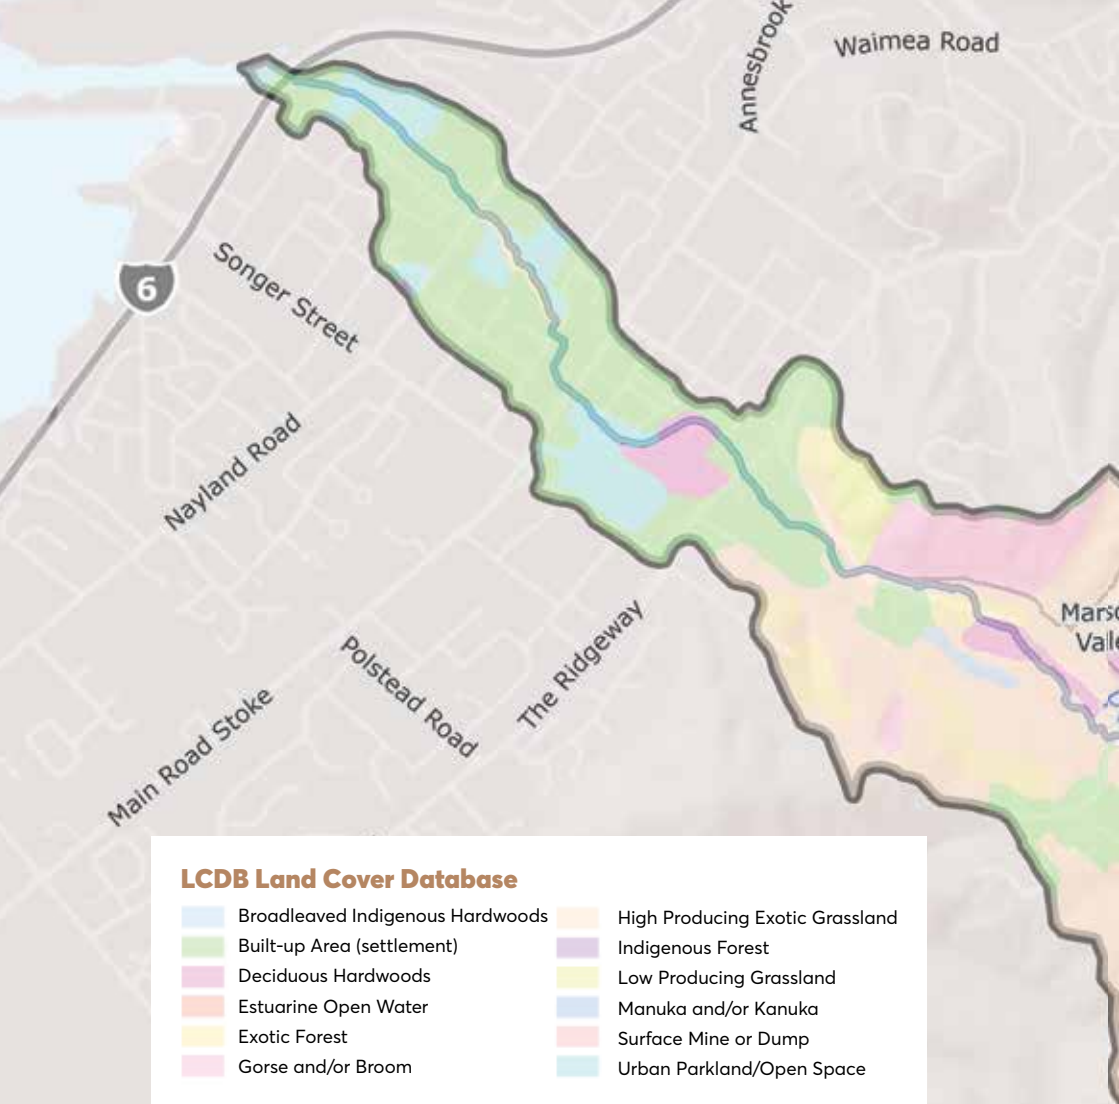 Annesbrook
Waimea Road
Songer Street
6
Nayland Road
Marsd
Valle
Polstead Road
The Ridgeway
Main Road Stoke
LCDB Land Cover Database
Broadleaved Indigenous Hardwoods
Built-up Area (settlement)
Deciduous Hardwoods
Estuarine Open Water
Exotic Forest
Gorse and/or Broom
High Producing Exotic Grassland
Indigenous Forest
Low Producing Grassland
Manuka and/or Kanuka
Surface Mine or Dump
Urban Parkland/Open Space